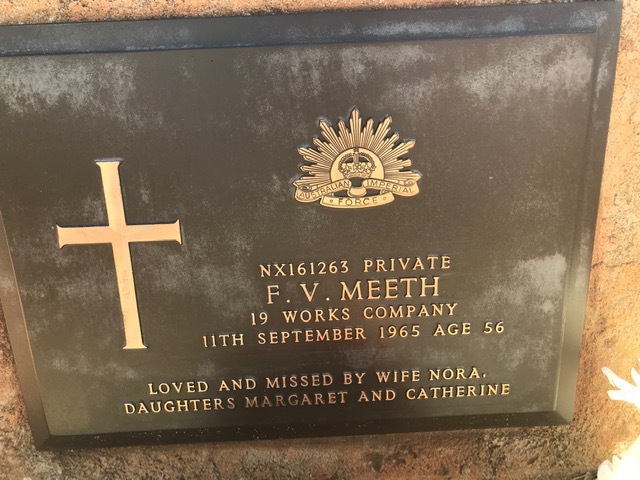 AUSTRALIAN IMPERIAL
FORCE
NX161263 PRIVATE
F. V. MEETH
19 WORKS COMPANY
11TH SEPTEMBER 1965 AGE 56
LOVED AND MISSED BY WIFE NORA,
DAUGHTERS MARGARET AND CATHERINE